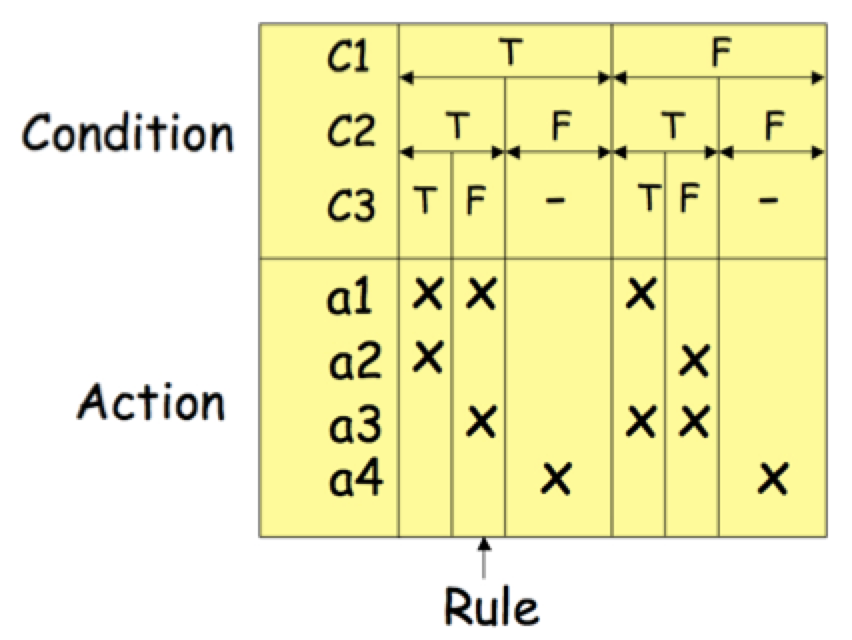 C1 T F
Condition C2 T F T F
C3 T F - T F -
a1 X X X
a2 X X
Action a3 X X X
a4 X X
Rule